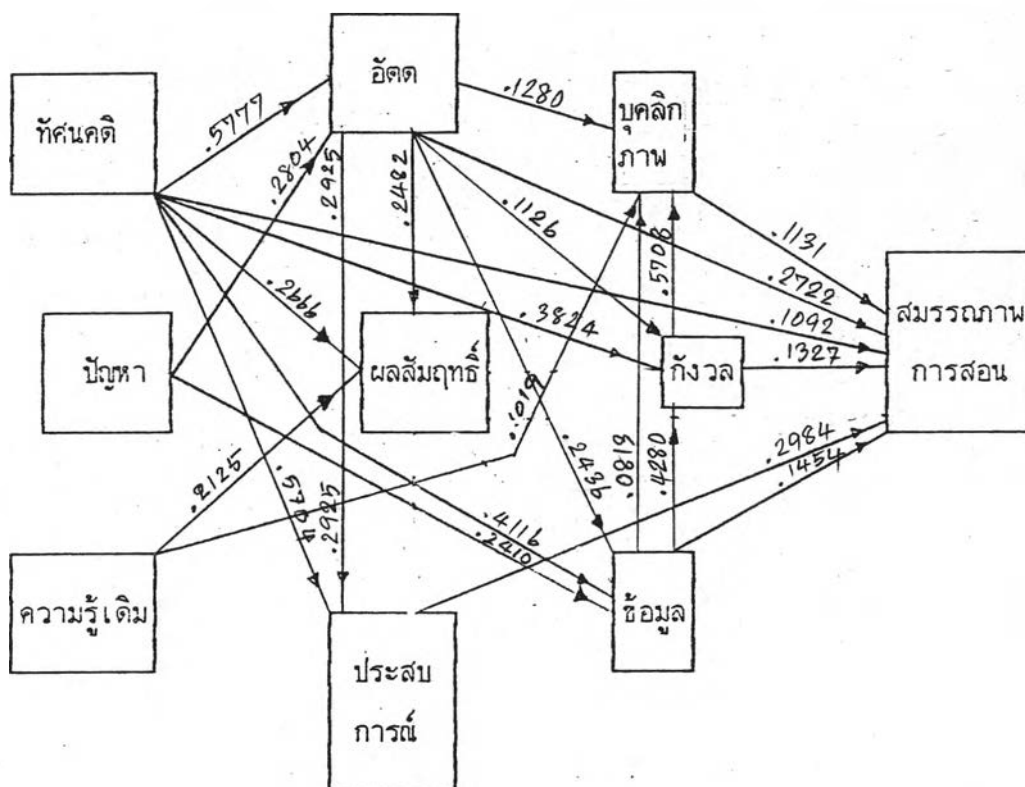 อัตต
.1280
บุคลิก
ภาพ
ทัศนคติ
.5777
.2804
.2925
.2482
.1126
.5708
.1131
.2722
.1092
.1327
สมรรถภาพ
การสอน
.2666
.3824
ปัญหา
ผลสัมฤทธิ์
กังวล
.1019
.2125
.5704
.2925
.4116
.2410
.2436
.0819
.4280
.2984
.1454
ความรู้เดิม
ข้อมูล
ประสบ
การณ์